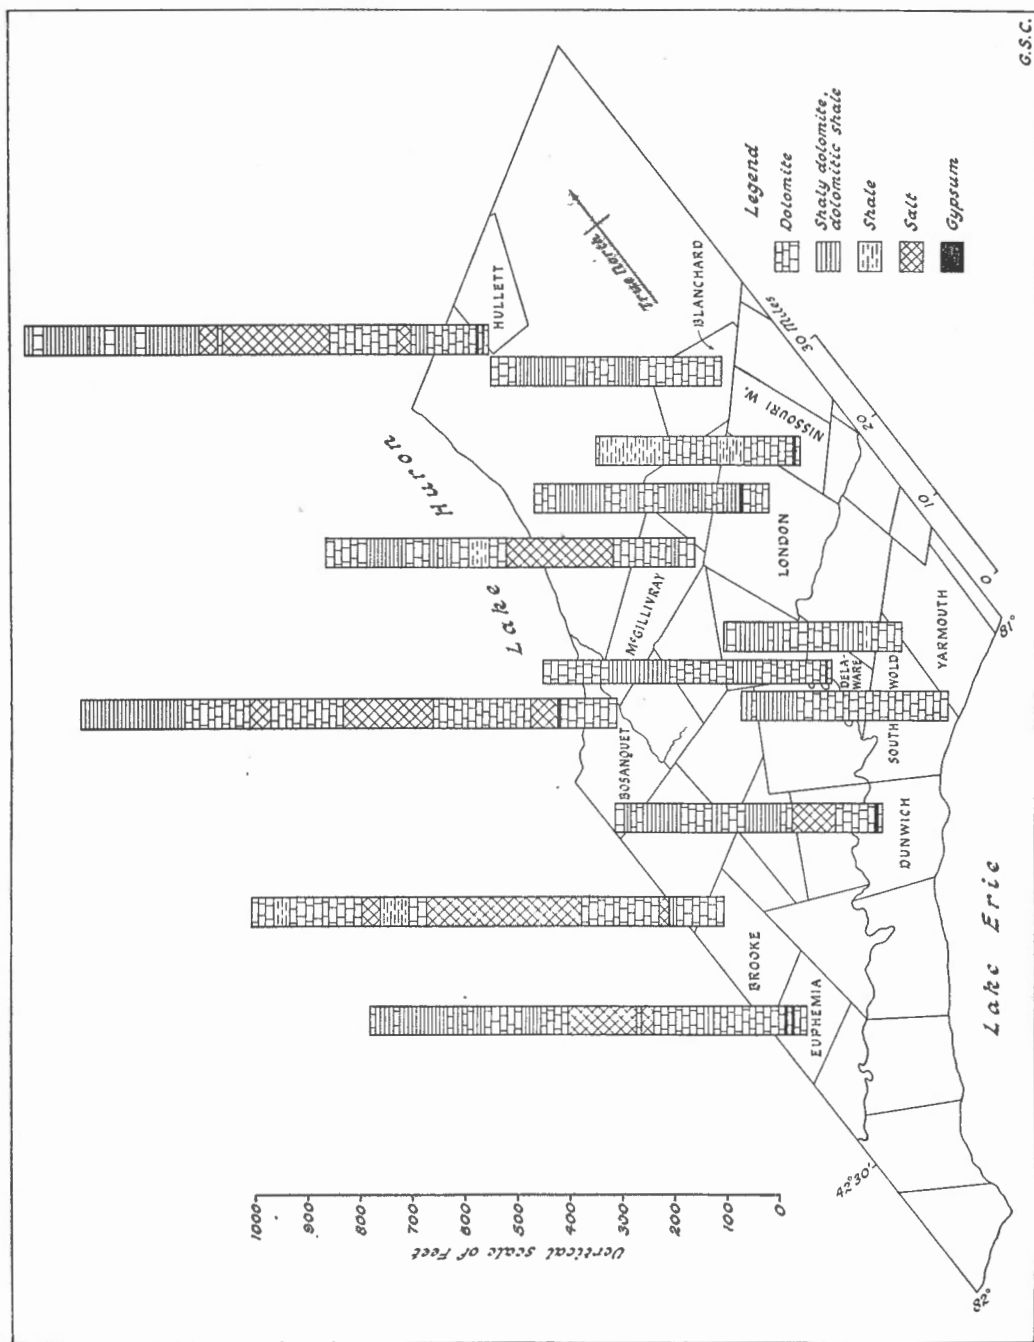 Vertical scale of Feet
1000
900
800
700
600
500
400
300
200
100
0
Lake Huron
Lake Erie
True North
HULLETT
BLANCHARD
NISSOURI W.
LONDON
McGILLIVRAY
BOSANQUET
DELA-
WARE
SOUTH
WOLD
YARMOUTH
DUNWICH
BROOKE
EUPHEMIA
82°
42°30'
81°
0
10
20
30 Miles
Legend
Dolomite
Shaly dolomite,
dolomitic shale
Shale
Salt
Gypsum
G.S.C.